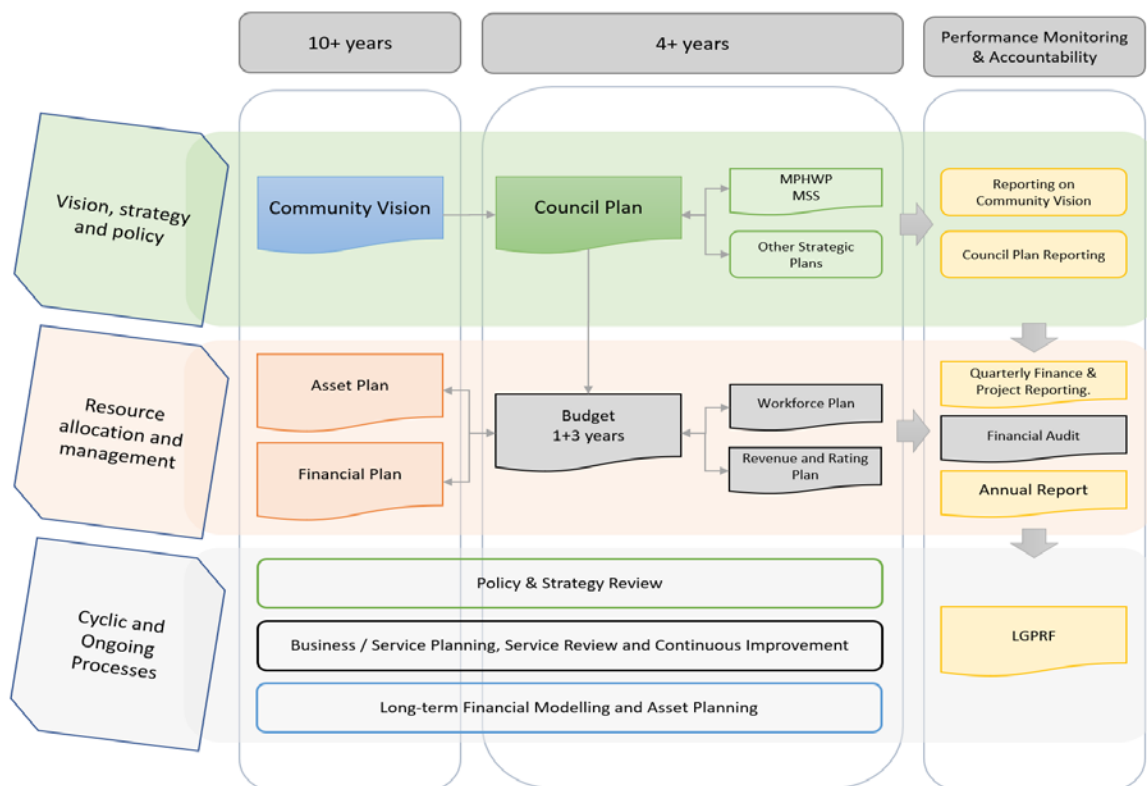 10+ years
4+ years
Performance Monitoring
& Accountability
Vision, strategy
and policy
Community Vision
Council Plan
MPHWP
MSS
Other Strategic
Plans
Reporting on
Community Vision
Council Plan Reporting
Resource
allocation and
management
Asset Plan
Financial Plan
Budget
1+3 years
Workforce Plan
Revenue and Rating
Plan
Quarterly Finance &
Project Reporting.
Financial Audit
Annual Report
Cyclic and
Ongoing
Processes
Policy & Strategy Review
Business / Service Planning, Service Review and Continuous Improvement
Long-term Financial Modelling and Asset Planning
LGPRF